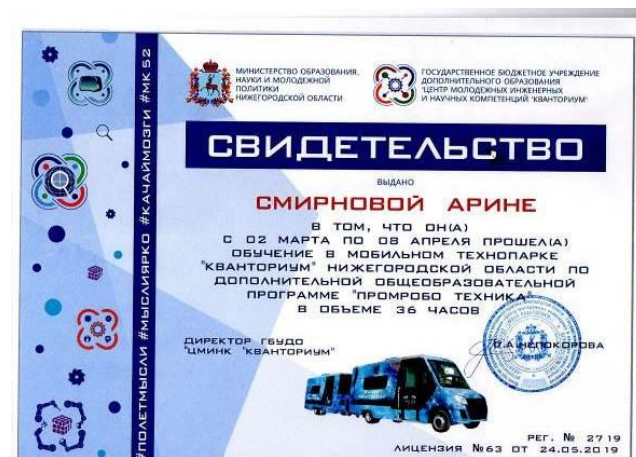 МИНИСТЕРСТВО ОБРАЗОВАНИЯ,
НАУКИ И МОЛОДЕЖНОЙ
ПОЛИТИКИ
НИЖЕГОРОДСКОЙ ОБЛАСТИ
ГОСУДАРСТВЕННОЕ БЮДЖЕТНОЕ УЧРЕЖДЕНИЕ
ДОПОЛНИТЕЛЬНОГО ОБРАЗОВАНИЯ
"ЦЕНТР МОЛОДЕЖНЫХ ИНЖЕНЕРНЫХ
И НАУЧНЫХ КОМПЕТЕНЦИЙ "КВАНТОРИУМ"
СВИДЕТЕЛЬСТВО
ВЫДАНО
СМИРНОВОЙ АРИНЕ
В ТОМ, ЧТО ОН(А)
С 02 МАРТА ПО 08 АПРЕЛЯ ПРОШЕЛ(А)
ОБУЧЕНИЕ В МОБИЛЬНОМ ТЕХНОПАРКЕ
"КВАНТОРИУМ" НИЖЕГОРОДСКОЙ ОБЛАСТИ ПО
ДОПОЛНИТЕЛЬНОЙ ОБЩЕОБРАЗОВАТЕЛЬНОЙ
ПРОГРАММЕ "ПРОМРОБО ТЕХНИКА"
В ОБЪЕМЕ 36 ЧАСОВ
ДИРЕКТОР ГБУДО
"ЦМИНК "КВАНТОРИУМ"
О.А.НЕПОКОРОВА
РЕГ. № 2719
ЛИЦЕНЗИЯ №63 ОТ 24.05.2019
#ПОЛЕТМЫСЛИ #МЫСЛИЯРКО #КАЧАЙМОЗГИ #МК 52